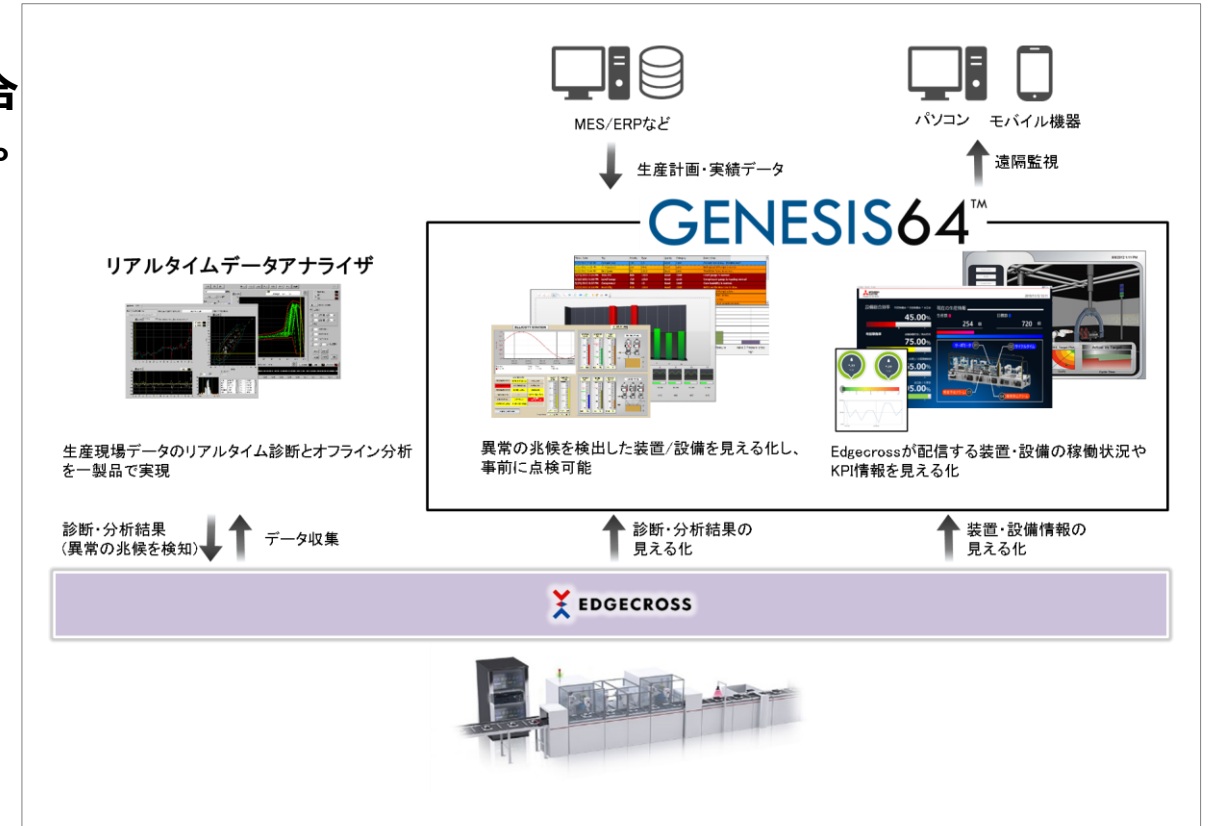 合
。
MES/ERPなど
パソコン
モバイル機器
生産計画・実績データ
遠隔監視
GENESIS64™
リアルタイムデータアナライザ
45.00%
254
720
75.00%
生産現場データのリアルタイム診断とオフライン分析
を一製品で実現
異常の兆候を検出した装置/設備を見える化し、
事前に点検可能
Edgecrossが配信する装置・設備の稼働状況や
KPI情報を見える化
診断・分析結果
(異常の兆候を検知)
データ収集
診断・分析結果の
見える化
装置・設備情報の
見える化
EDGECROSS